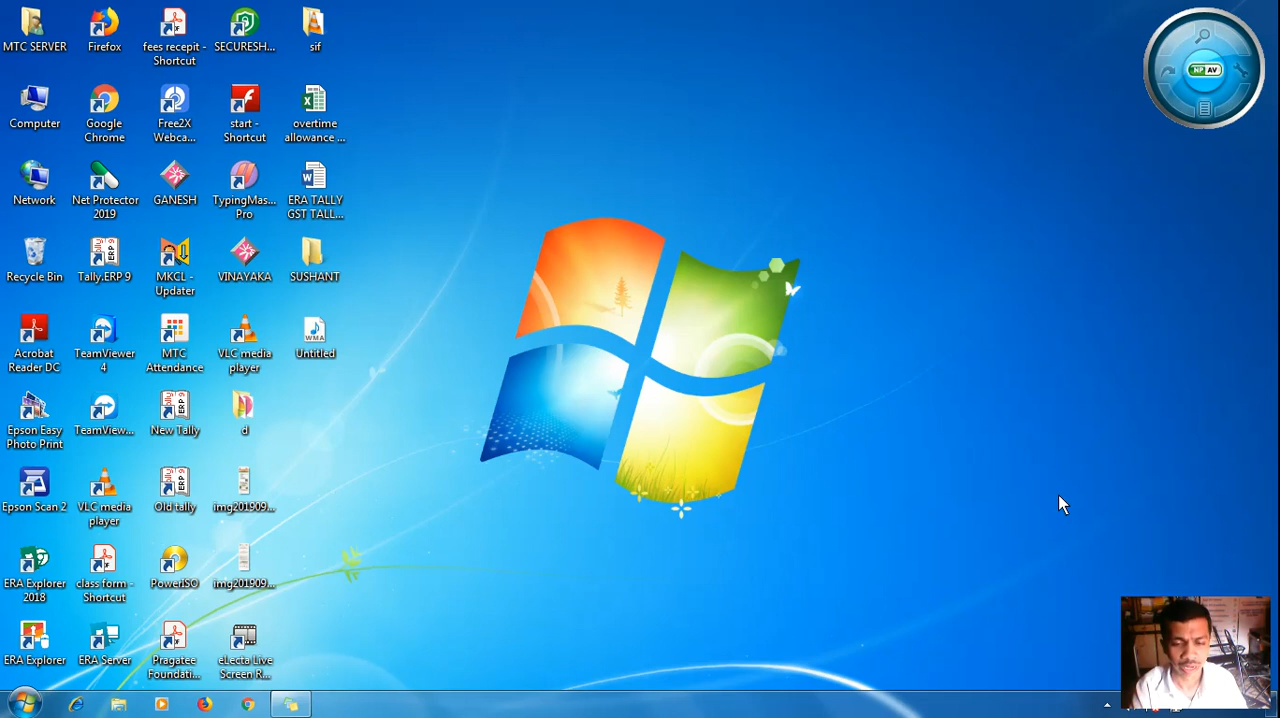 MTC SERVER
Firefox
fees recepit -
Shortcut
SECURESH...
sif
Computer
Google
Chrome
Free2X
Webca...
start -
Shortcut
overtime
allowance ...
Network
Net Protector
2019
GANESH
TypingMas...
Pro
ERA TALLY
GST TALL...
Recycle Bin
Tally.ERP 9
MKCL -
Updater
VINAYAKA
SUSHANT
Acrobat
Reader DC
TeamViewer
4
MTC
Attendance
VLC media
player
WMA
Untitled
Epson Easy
Photo Print
TeamView...
New Tally
d
Epson Scan 2
VLC media
player
Old tally
img201909...
ERA Explorer
2018
class form -
Shortcut
PowerISO
img201909...
ERA Explorer
ERA Server
Pragatee
Foundati...
eLecta Live
Screen R...
NP AV